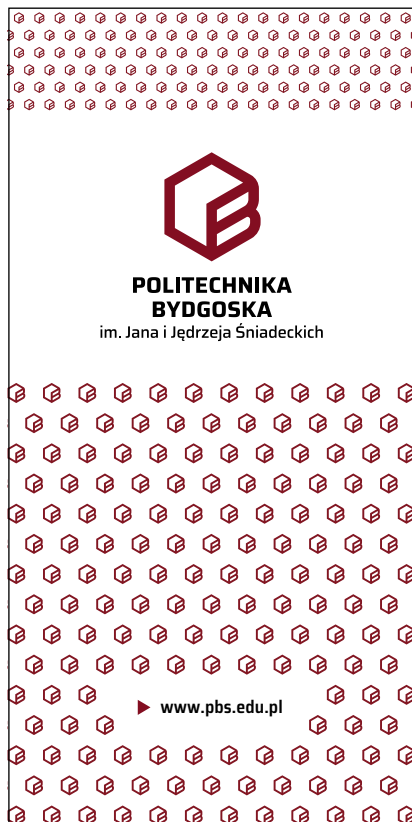 POLITECHNIKA
BYDGOSKA
im. Jana i Jędrzeja Śniadeckich
www.pbs.edu.pl